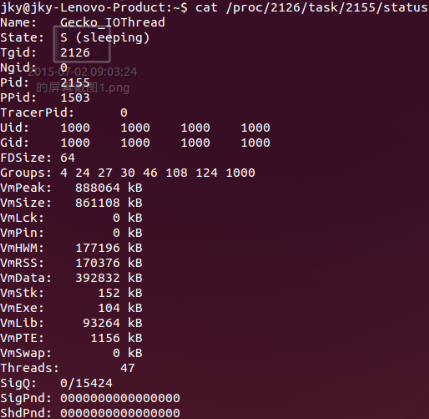 jky@jky-Lenovo-Product:~$ cat /proc/2126/task/2155/status
Name:   Gecko_IOThread
State:  S (sleeping)
Tgid:   2126
Ngid:   0
2015-07-02 09:03:24
Pid:    2155
的屏幕截图1.png
PPid:   1503
TracerPid:      0
Uid:    1000    1000    1000    1000
Gid:    1000    1000    1000    1000
FDSize: 64
Groups: 4 24 27 30 46 108 124 1000
VmPeak:   888064 kB
VmSize:   861108 kB
VmLck:         0 kB
VmPin:         0 kB
VmHWM:    177196 kB
VmRSS:    170376 kB
VmData:   392832 kB
VmStk:       152 kB
VmExe:       104 kB
VmLib:     93264 kB
VmPTE:      1156 kB
VmSwap:        0 kB
Threads:        47
SigQ:   0/15424
SigPnd: 0000000000000000
ShdPnd: 0000000000000000